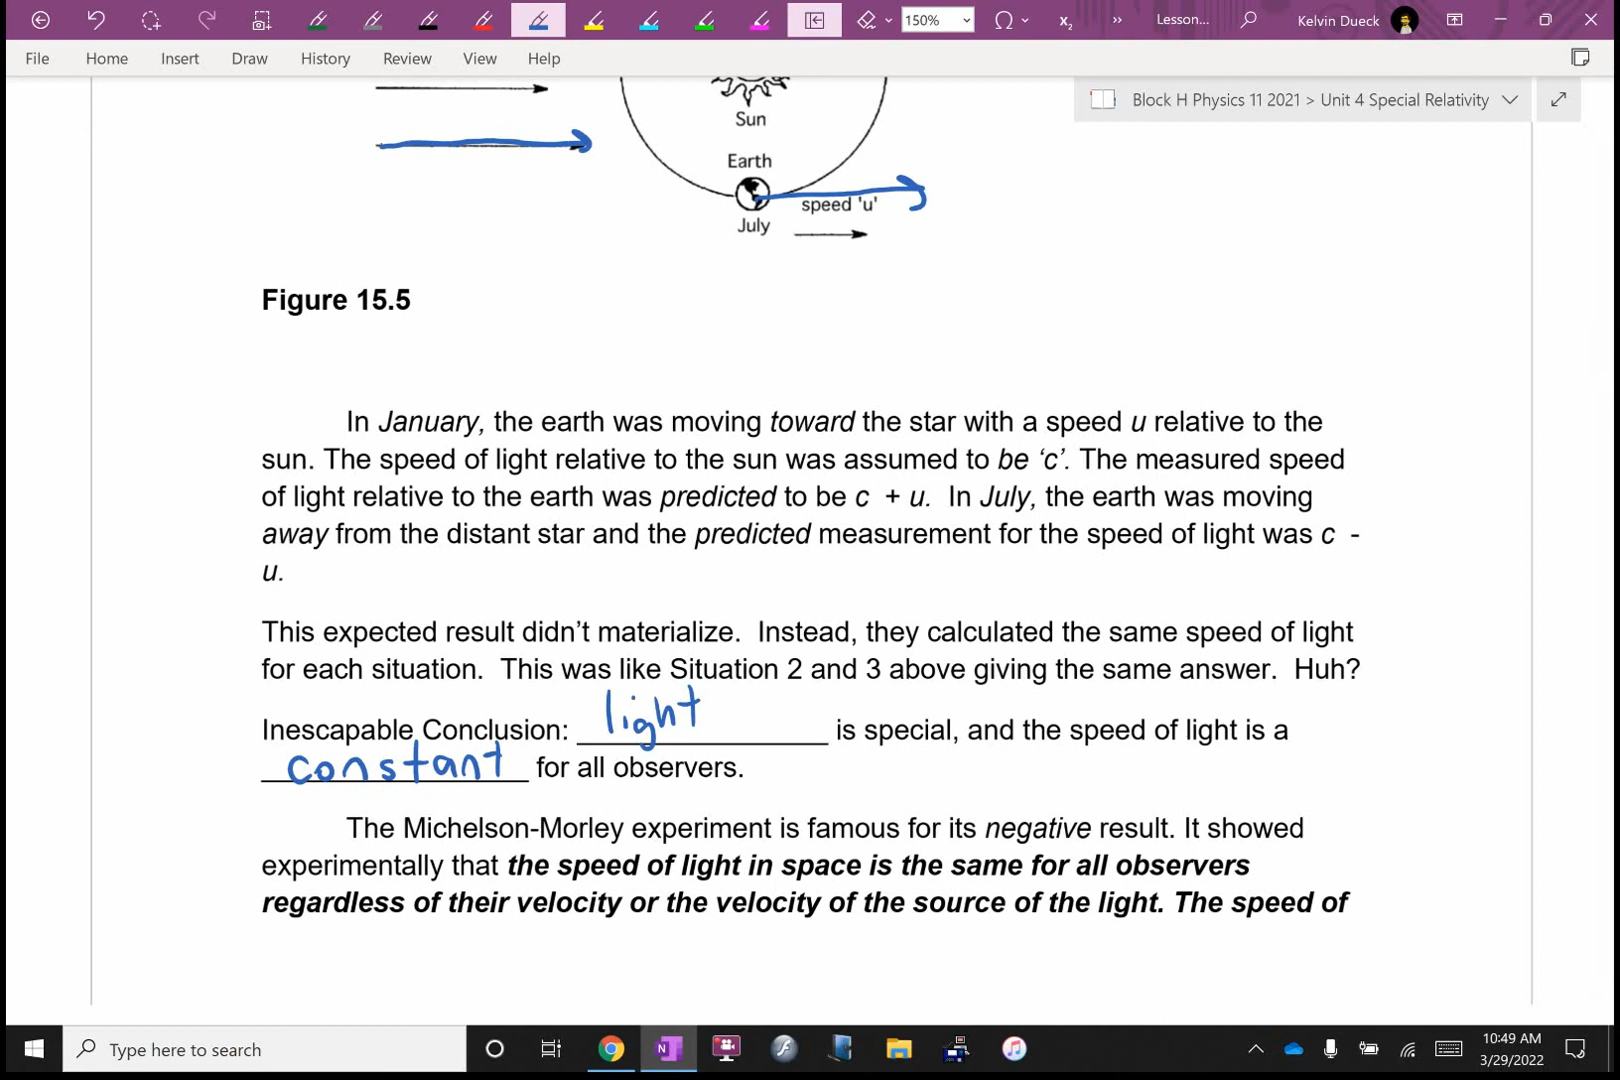 150%
Ω
x₂
Lesson...
Kelvin Dueck
File Home Insert Draw History Review View Help
Block H Physics 11 2021 > Unit 4 Special Relativity
Sun
Earth
speed 'u'
July
Figure 15.5
In January, the earth was moving toward the star with a speed u relative to the
sun. The speed of light relative to the sun was assumed to be ‘c’. The measured speed
of light relative to the earth was predicted to be c + u. In July, the earth was moving
away from the distant star and the predicted measurement for the speed of light was c -
u.
This expected result didn’t materialize. Instead, they calculated the same speed of light
for each situation. This was like Situation 2 and 3 above giving the same answer. Huh?
Inescapable Conclusion: light is special, and the speed of light is a
constant for all observers.
The Michelson-Morley experiment is famous for its negative result. It showed
experimentally that the speed of light in space is the same for all observers
regardless of their velocity or the velocity of the source of the light. The speed of
Type here to search
10:49 AM
3/29/2022